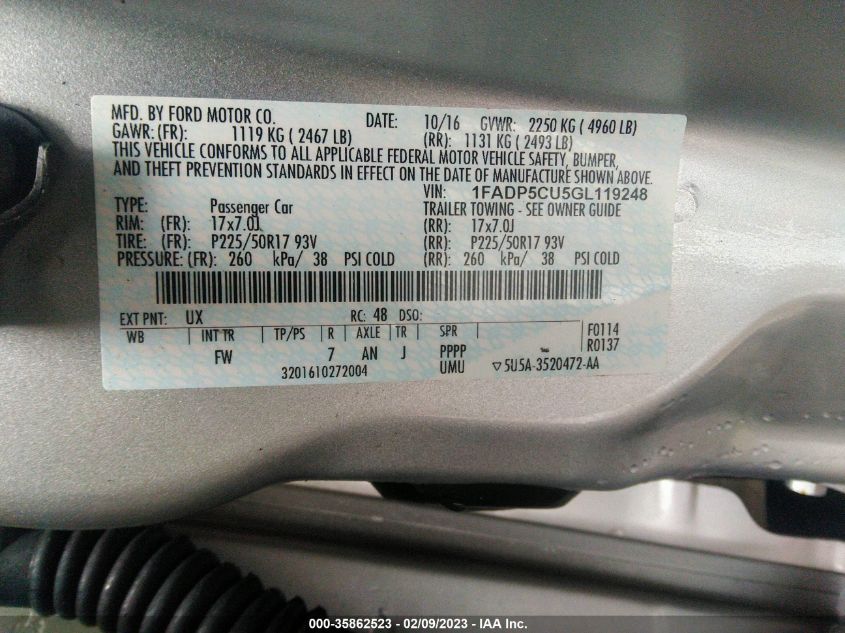 MFD. BY FORD MOTOR CO. DATE: 10/16 GVWR: 2250 KG ( 4960 LB)
GAWR: (FR): 1119 KG ( 2467 LB) (RR): 1131 KG ( 2493 LB)
THIS VEHICLE CONFORMS TO ALL APPLICABLE FEDERAL MOTOR VEHICLE SAFETY, BUMPER,
AND THEFT PREVENTION STANDARDS IN EFFECT ON THE DATE OF MANUFACTURE SHOWN ABOVE.
VIN: 1FADP5CU5GL119248
TYPE: Passenger Car TRAILER TOWING - SEE OWNER GUIDE
RIM: (FR): 17x7.0J (RR): 17x7.0J
TIRE: (FR): P225/50R17 93V (RR): P225/50R17 93V
PRESSURE: (FR): 260 kPa/ 38 PSI COLD (RR): 260 kPa/ 38 PSI COLD
EXT PNT: UX RC: 48 DSO:
WB INT TR TP/PS R AXLE TR SPR F0114
R0137
FW 7 AN J PPPP
3201610272004 UMU ▽5U5A-3520472-AA
000-35862523 - 02/09/2023 - IAA Inc.